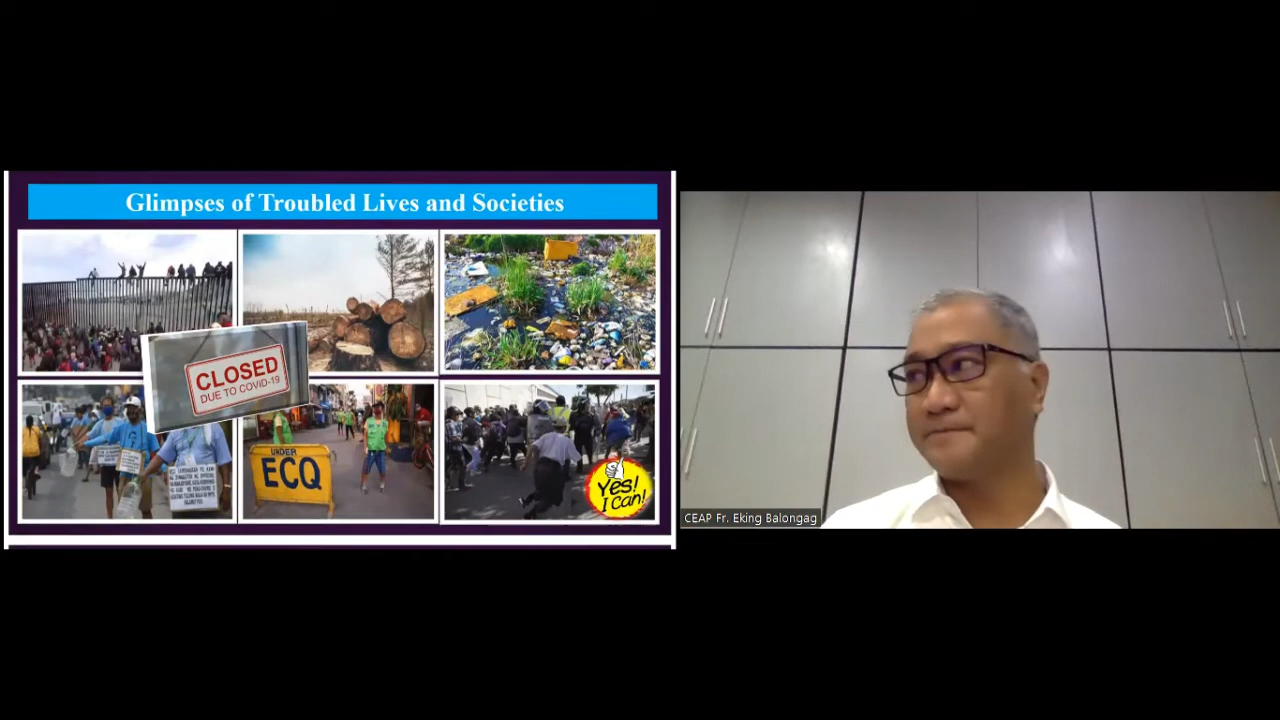 Glimpses of Troubled Lives and Societies
CLOSED
DUE TO COVID-19
UNDER
ECQ
Yes!
I Can!
CEAP Fr. Eking Balongag